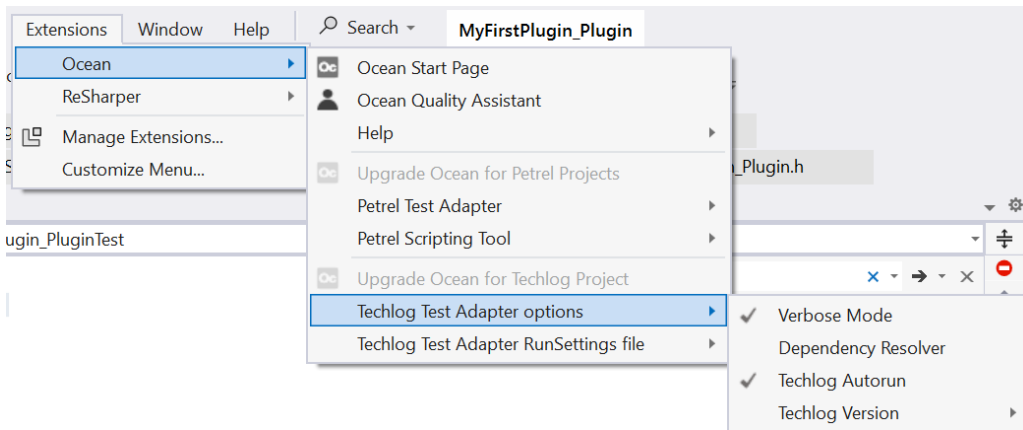 Extensions Window Help Search MyFirstPlugin_Plugin
Ocean
ReSharper
Manage Extensions...
Customize Menu...
Ocean Start Page
Ocean Quality Assistant
Help
Upgrade Ocean for Petrel Projects
Petrel Test Adapter
Petrel Scripting Tool
Upgrade Ocean for Techlog Project
Techlog Test Adapter options
Techlog Test Adapter RunSettings file
Verbose Mode
Dependency Resolver
Techlog Autorun
Techlog Version
_Plugin.h
ugin_PluginTest